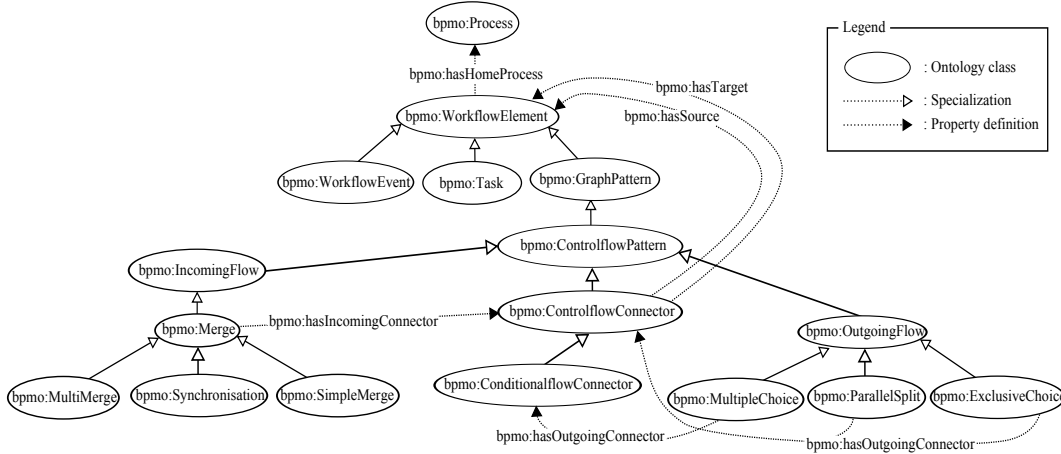 bpmo:Process
Legend
: Ontology class
: Specialization
: Property definition
bpmo:hasHomeProcess
bpmo:hasTarget
bpmo:hasSource
bpmo:WorkflowElement
bpmo:WorkflowEvent
bpmo:Task
bpmo:GraphPattern
bpmo:ControlflowPattern
bpmo:IncomingFlow
bpmo:ControlflowConnector
bpmo:hasIncomingConnector
bpmo:Merge
bpmo:OutgoingFlow
bpmo:MultiMerge
bpmo:Synchronisation
bpmo:SimpleMerge
bpmo:ConditionalflowConnector
bpmo:MultipleChoice
bpmo:ParallelSplit
bpmo:ExclusiveChoice
bpmo:hasOutgoingConnector
bpmo:hasOutgoingConnector